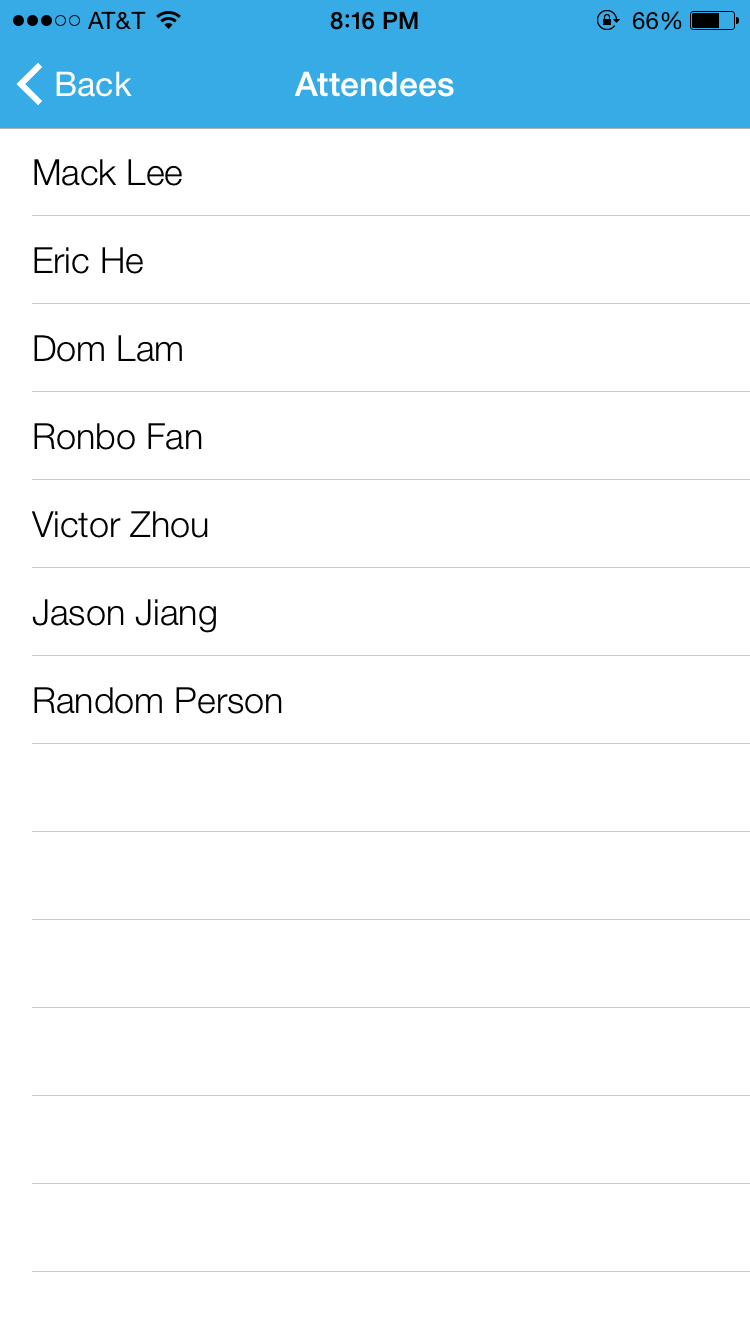 AT&T 8:16 PM 66%
Back Attendees
Mack Lee
Eric He
Dom Lam
Ronbo Fan
Victor Zhou
Jason Jiang
Random Person